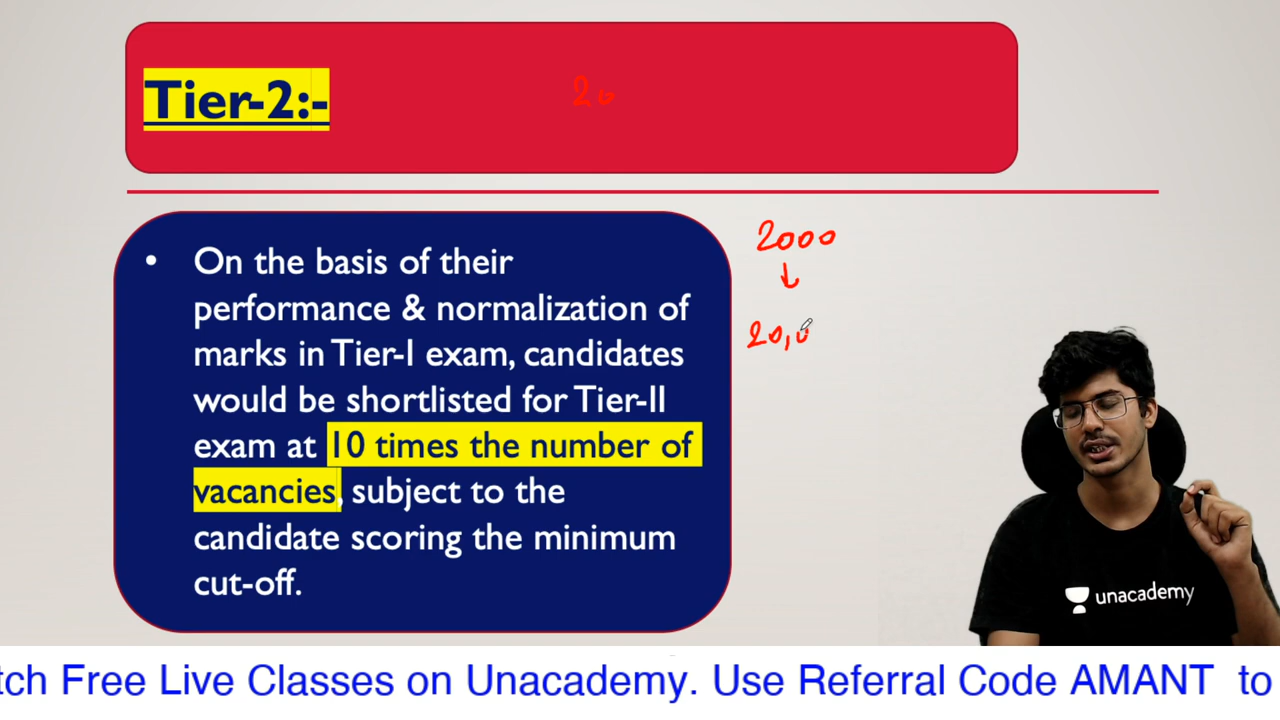 Tier-2:-
20
• On the basis of their
performance & normalization of
marks in Tier-I exam, candidates
would be shortlisted for Tier-II
exam at 10 times the number of
vacancies, subject to the
candidate scoring the minimum
cut-off.
2000
↓
20,0
unacademy
tch Free Live Classes on Unacademy. Use Referral Code AMANT to